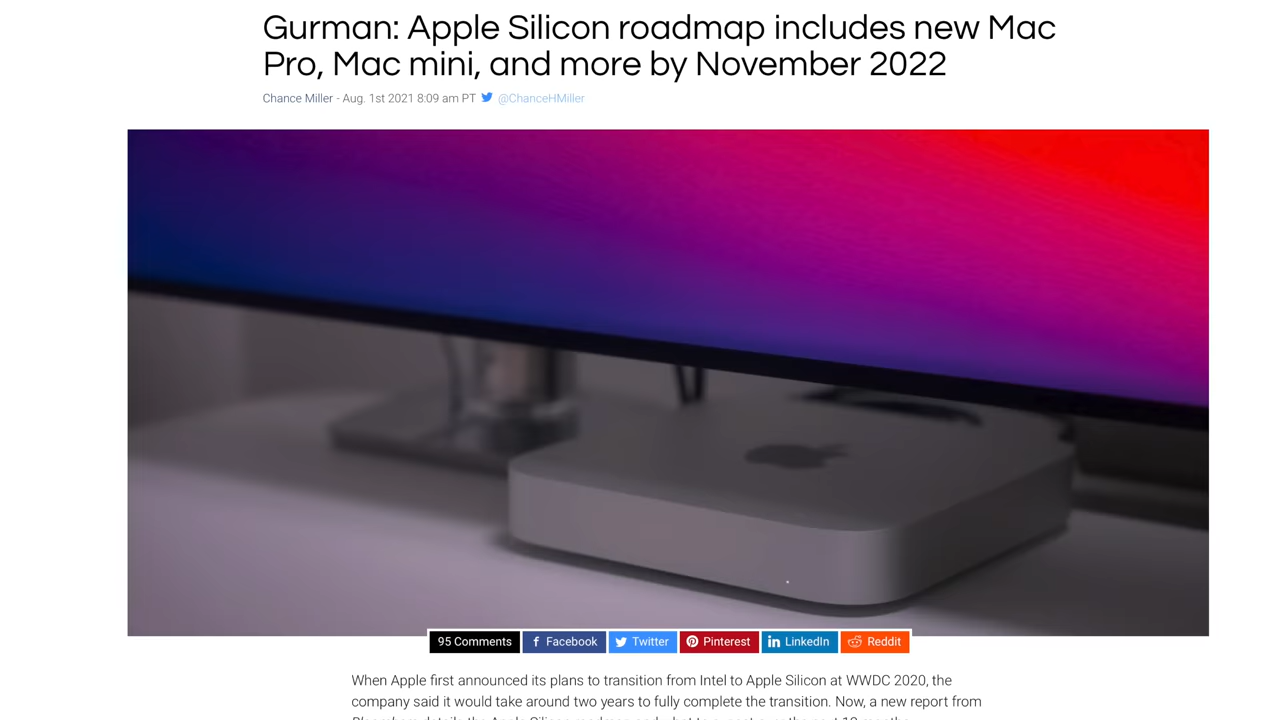 Gurman: Apple Silicon roadmap includes new Mac
Pro, Mac mini, and more by November 2022
Chance Miller - Aug. 1st 2021 8:09 am PT @ChanceHMiller
95 Comments Facebook Twitter Pinterest LinkedIn Reddit
When Apple first announced its plans to transition from Intel to Apple Silicon at WWDC 2020, the
company said it would take around two years to fully complete the transition. Now, a new report from